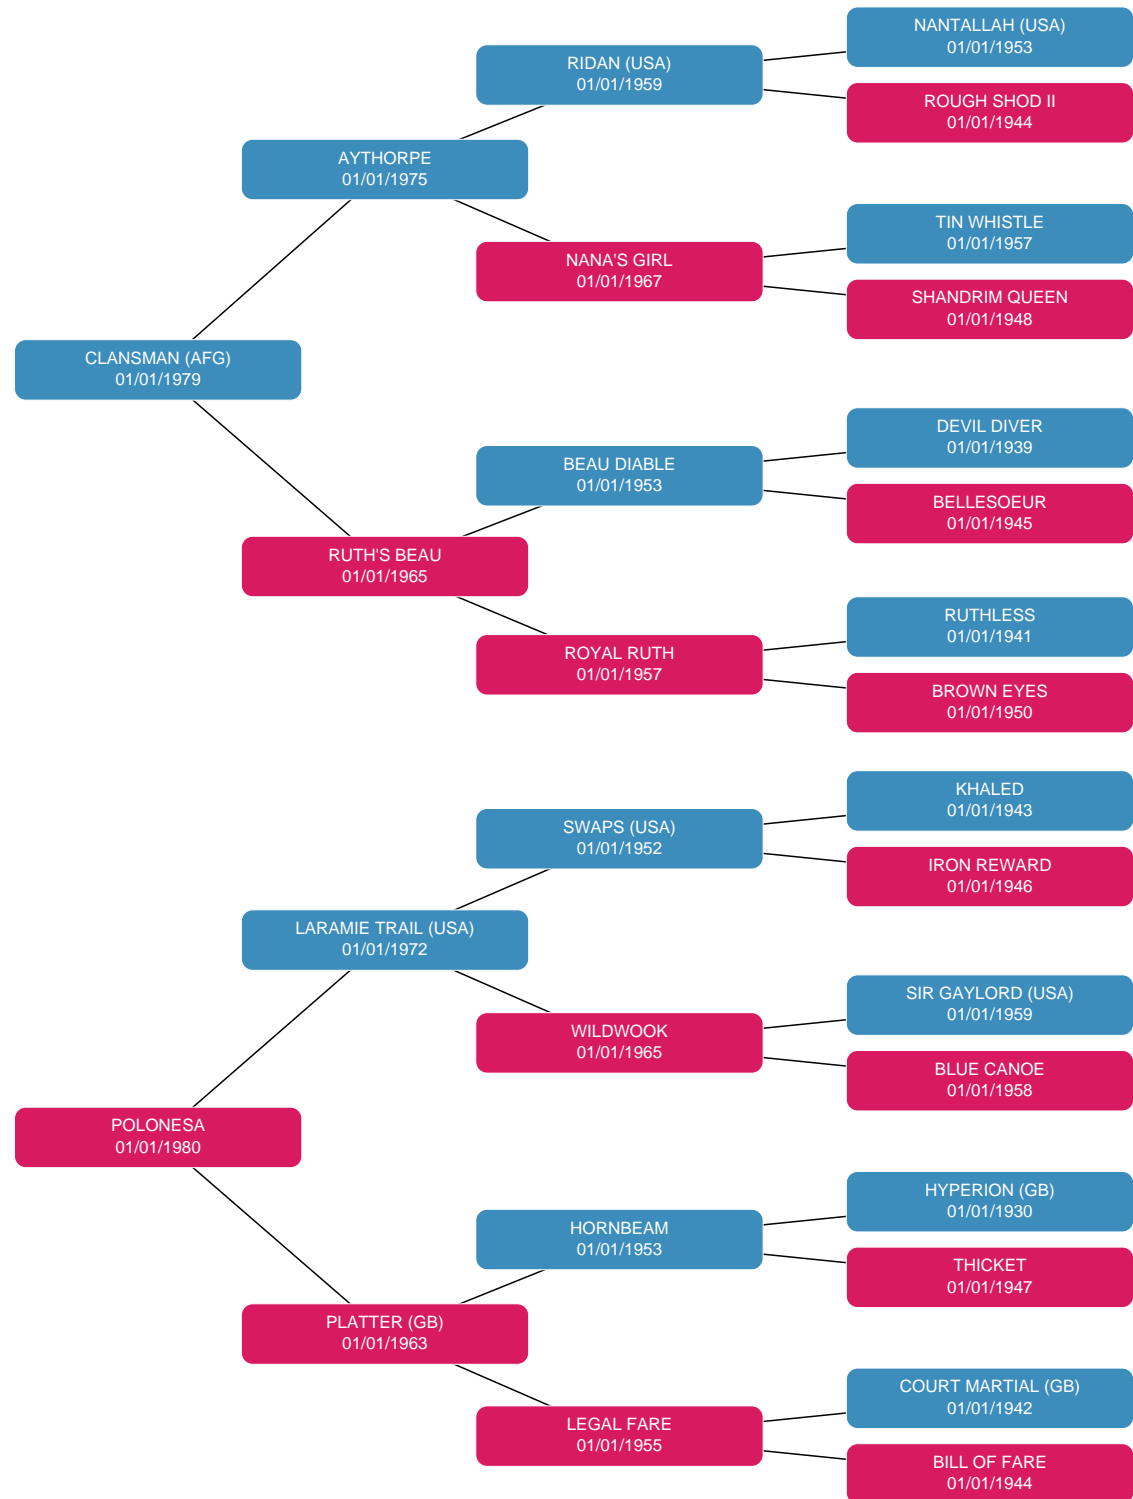 NANTALLAH (USA)
01/01/1953
RIDAN (USA)
01/01/1959
ROUGH SHOD II
01/01/1944
AYTHORPE
01/01/1975
TIN WHISTLE
01/01/1957
NANA'S GIRL
01/01/1967
SHANDRIM QUEEN
01/01/1948
CLANSMAN (AFG)
01/01/1979
DEVIL DIVER
01/01/1939
BEAU DIABLE
01/01/1953
BELLESOEUR
01/01/1945
RUTH'S BEAU
01/01/1965
RUTHLESS
01/01/1941
ROYAL RUTH
01/01/1957
BROWN EYES
01/01/1950
KHALED
01/01/1943
SWAPS (USA)
01/01/1952
IRON REWARD
01/01/1946
LARAMIE TRAIL (USA)
01/01/1972
SIR GAYLORD (USA)
01/01/1959
WILDWOOK
01/01/1965
BLUE CANOE
01/01/1958
POLONESA
01/01/1980
HYPERION (GB)
01/01/1930
HORNBEAM
01/01/1953
THICKET
01/01/1947
PLATTER (GB)
01/01/1963
COURT MARTIAL (GB)
01/01/1942
LEGAL FARE
01/01/1955
BILL OF FARE
01/01/1944